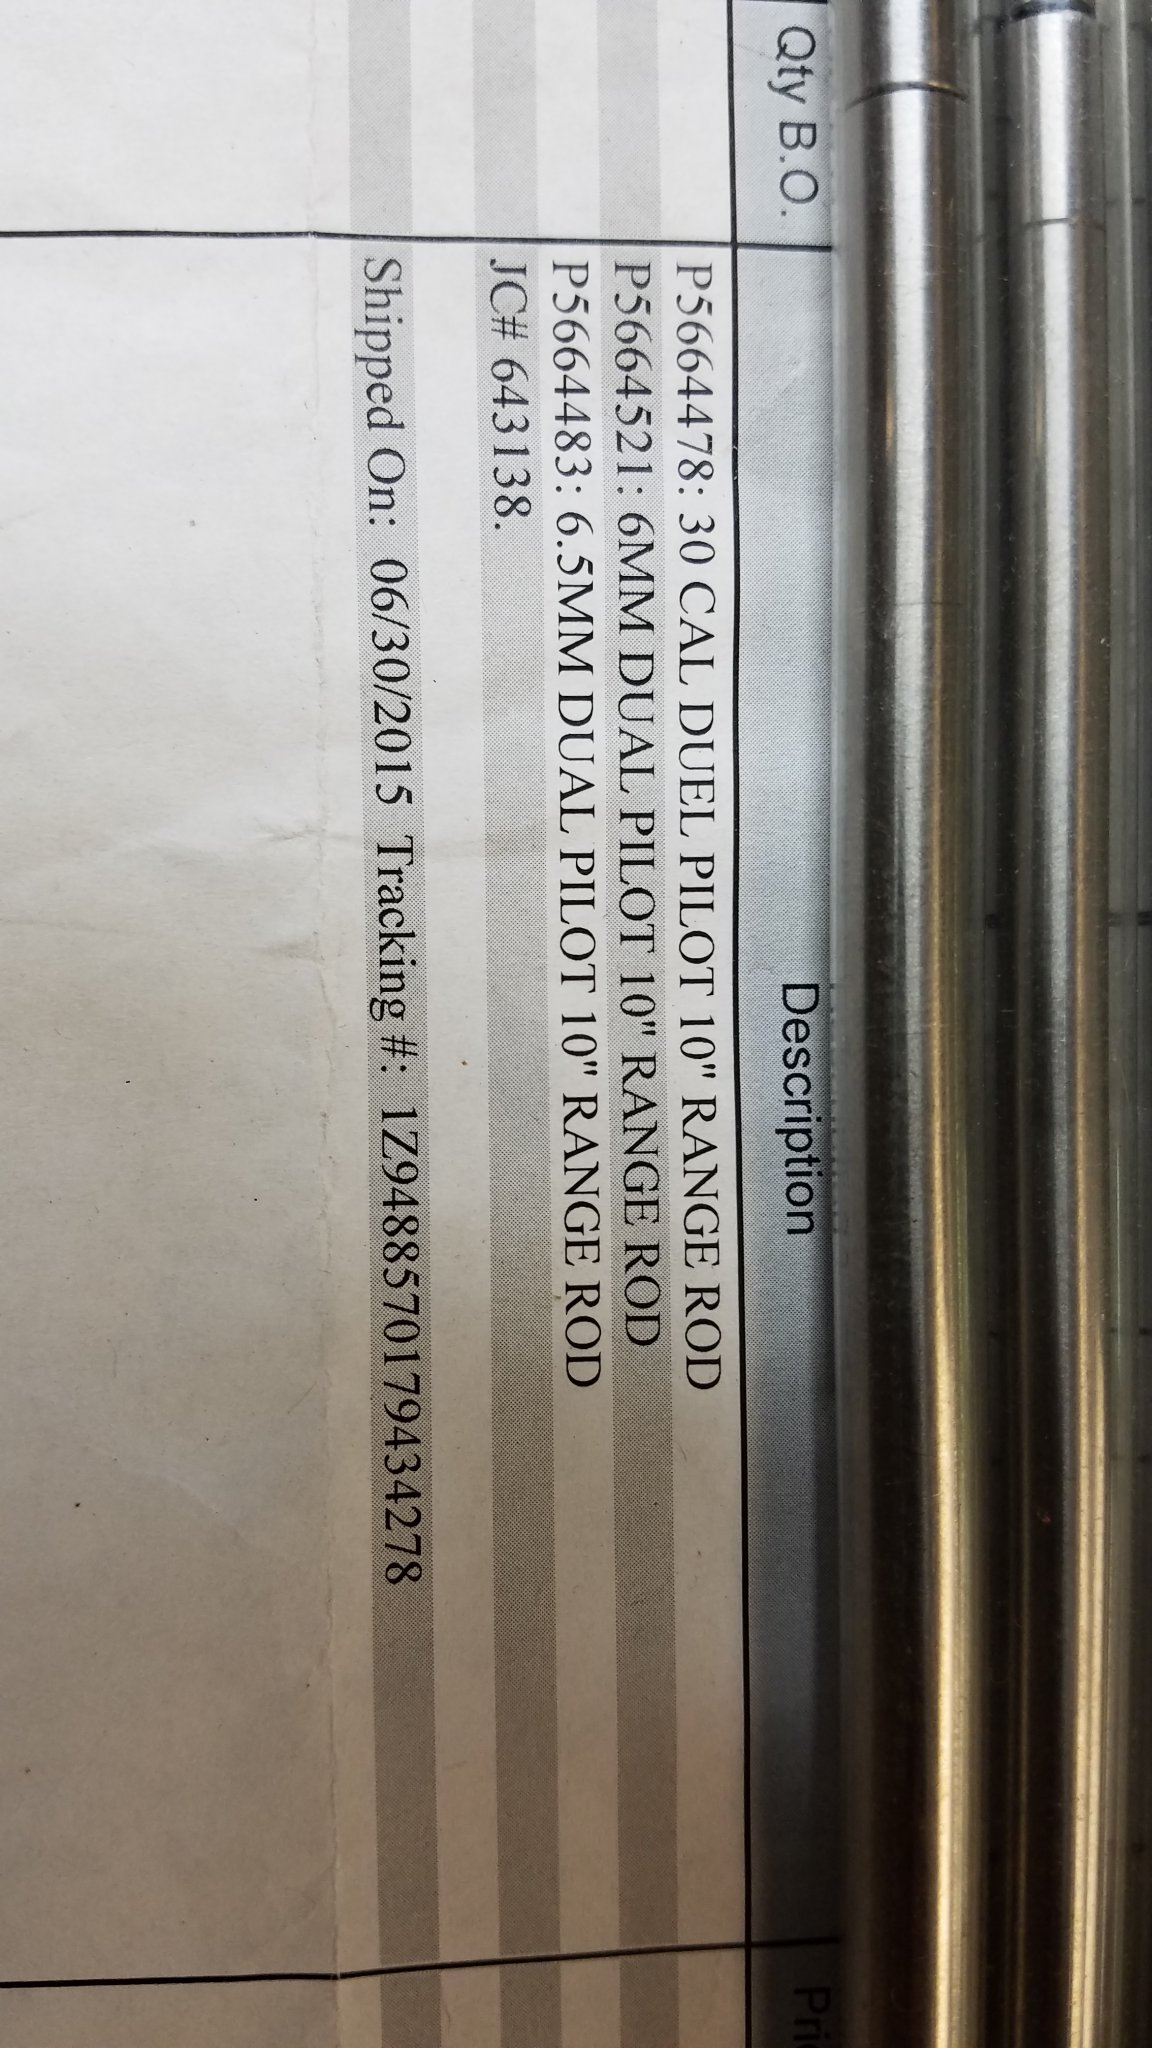 Qty B.O. Description
P5664478: 30 CAL DUEL PILOT 10" RANGE ROD
P5664521: 6MM DUAL PILOT 10" RANGE ROD
P5664483: 6.5MM DUAL PILOT 10" RANGE ROD
JC# 643138.
Shipped On: 06/30/2015 Tracking #: 1Z9488570179434278